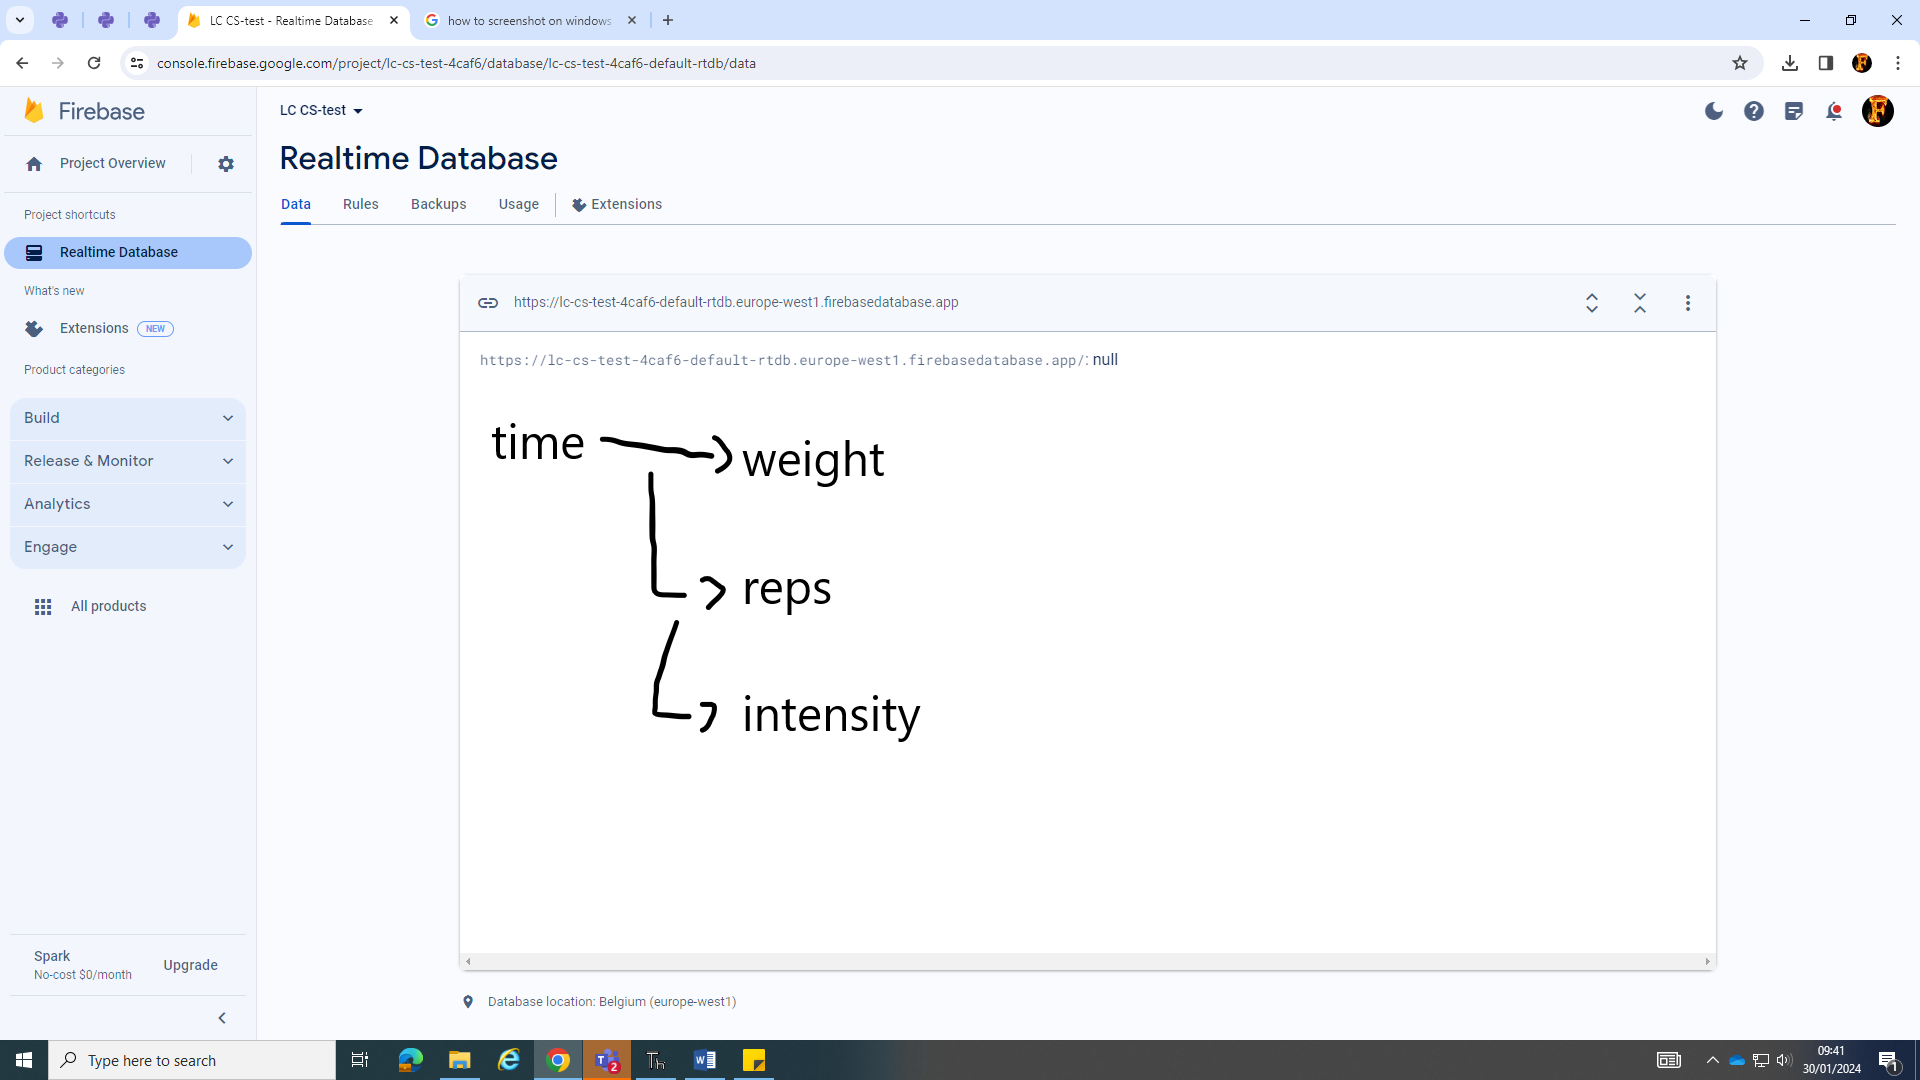 LC CS-test - Realtime Database
how to screenshot on windows
console.firebase.google.com/project/lc-cs-test-4caf6/database/lc-cs-test-4caf6-default-rtdb/data
Firebase
LC CS-test
Project Overview
Realtime Database
Data Rules Backups Usage Extensions
Project shortcuts
Realtime Database
What's new
Extensions NEW
Product categories
Build
Release & Monitor
Analytics
Engage
All products
https://lc-cs-test-4caf6-default-rtdb.europe-west1.firebasedatabase.app
https://lc-cs-test-4caf6-default-rtdb.europe-west1.firebasedatabase.app/: null
time weight
reps
intensity
Spark
No-cost $0/month
Upgrade
Database location: Belgium (europe-west1)
Type here to search
2
09:41
30/01/2024
1